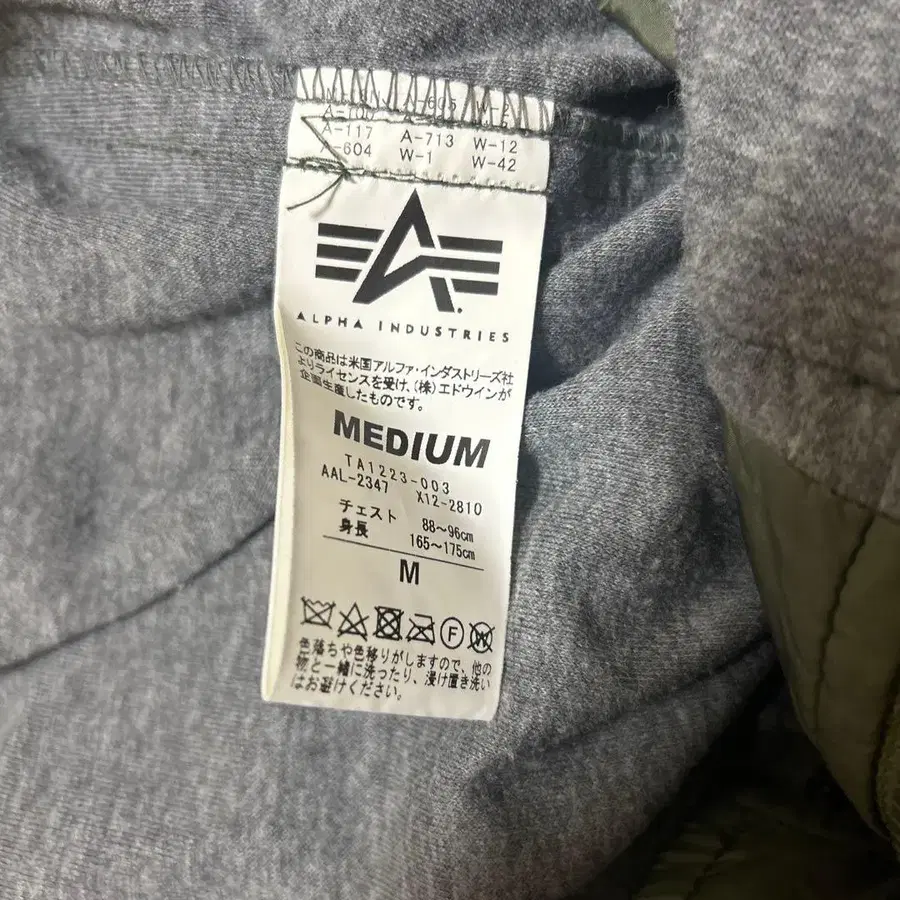 A-605
A-100
A-117 A-713 W-12
-604 W-1 W-42
ALPHA INDUSTRIES
この商品は米国アルファ・インダストリーズ社
よりライセンスを受け、(株)エドウインが
企画生産したものです。
MEDIUM
TA1223-003
AAL-2347 X12-2810
チェスト 88〜96cm
身長 165〜175cm
M
F W
色落ちや色移りがしますので、他の
物と一緒に洗ったり、浸け置き洗い
はお避けください。